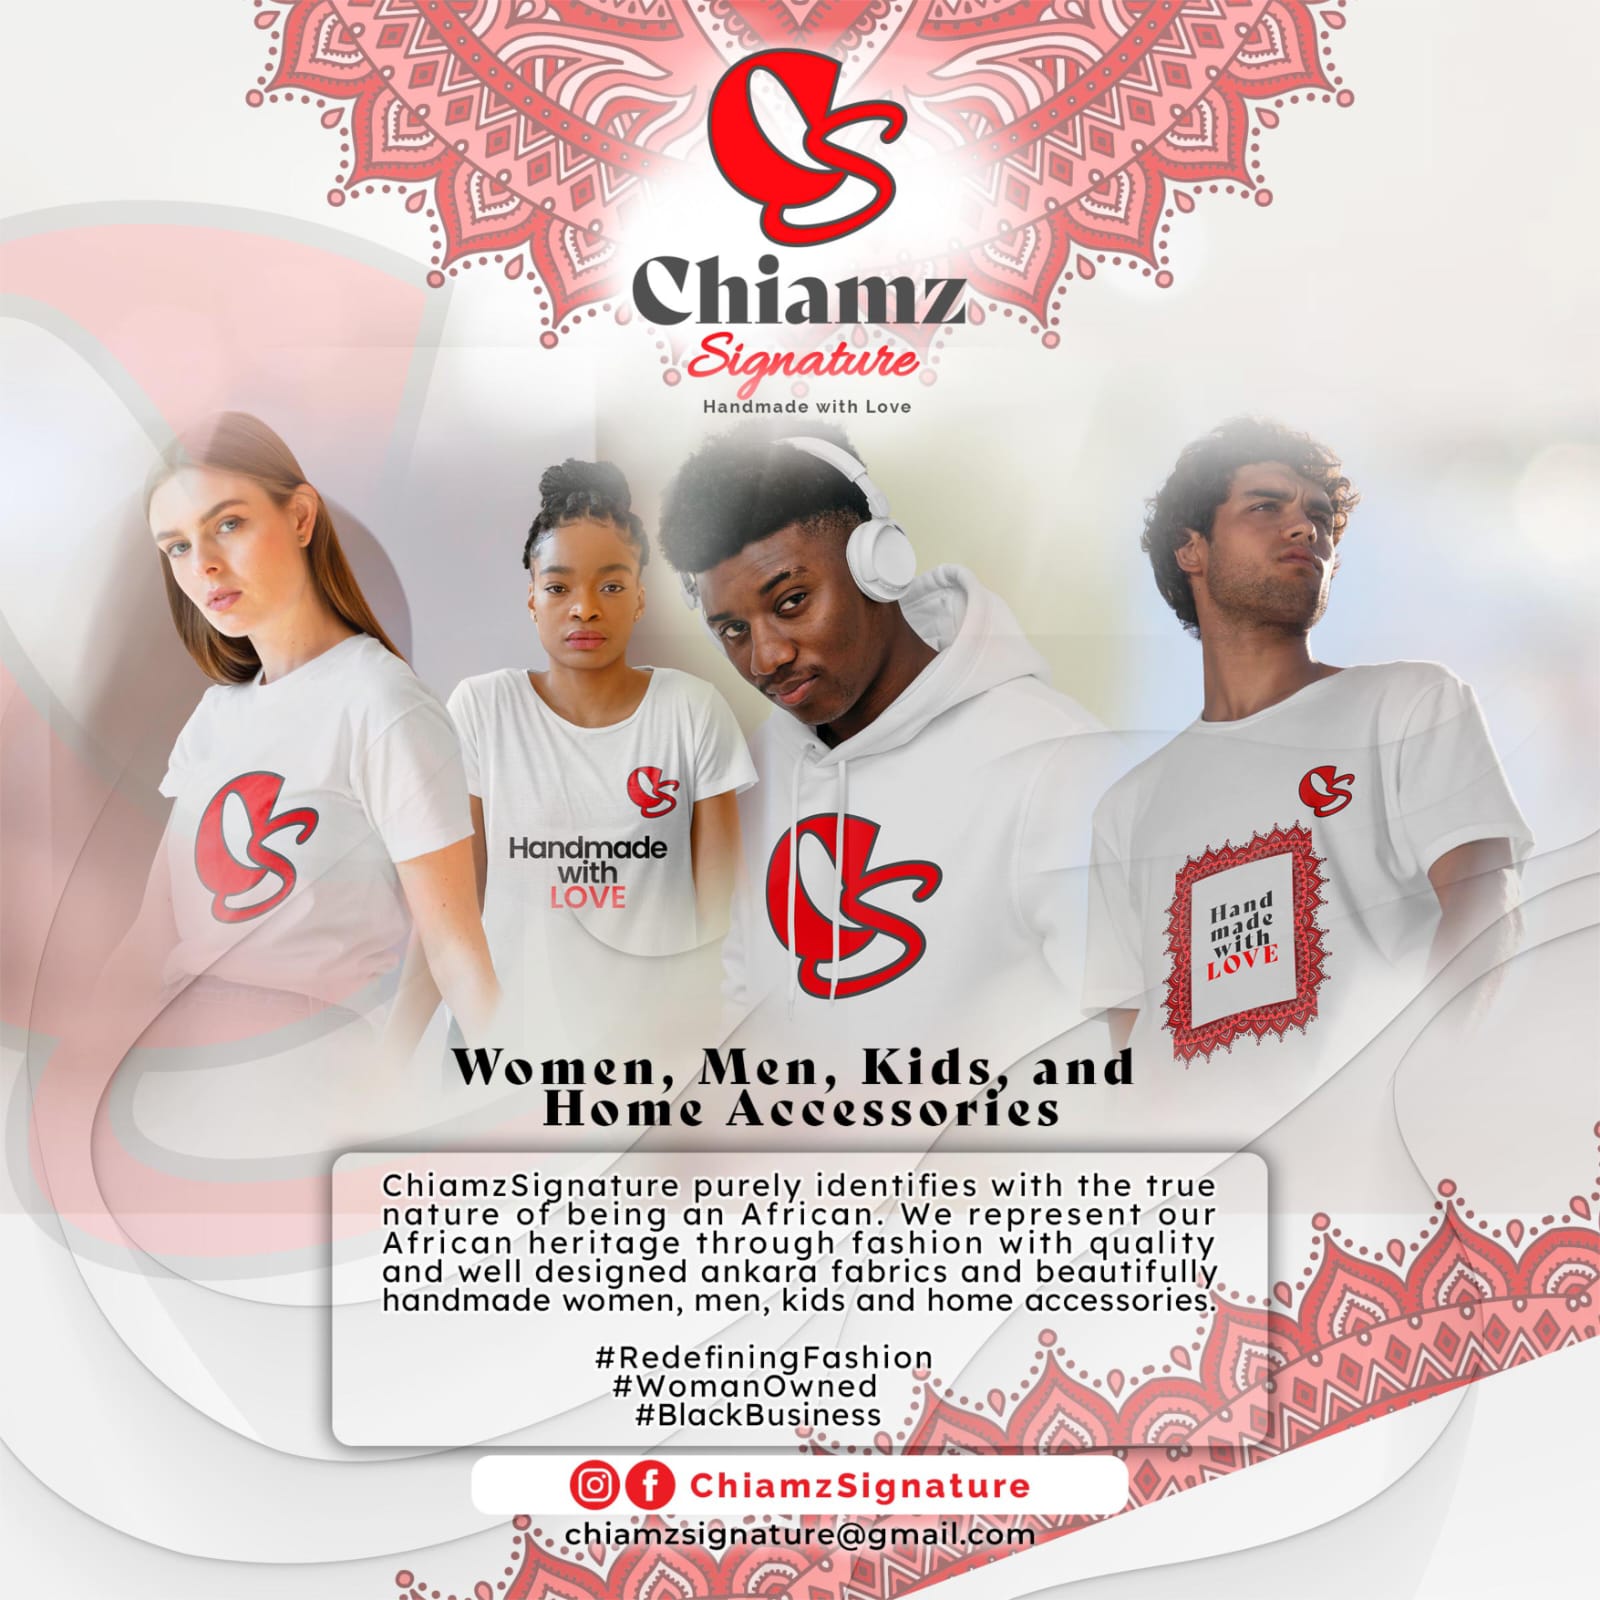 Chiamz
Signature
Handmade with Love
Handmade
with
LOVE
Hand
made
with
LOVE
Women, Men, Kids, and
Home Accessories
ChiamzSignature purely identifies with the true
nature of being an African. We represent our
African heritage through fashion with quality
and well designed ankara fabrics and beautifully
handmade women, men, kids and home accessories.
#RedefiningFashion
#WomanOwned
#BlackBusiness
ChiamzSignature
chiamzsignature@gmail.com